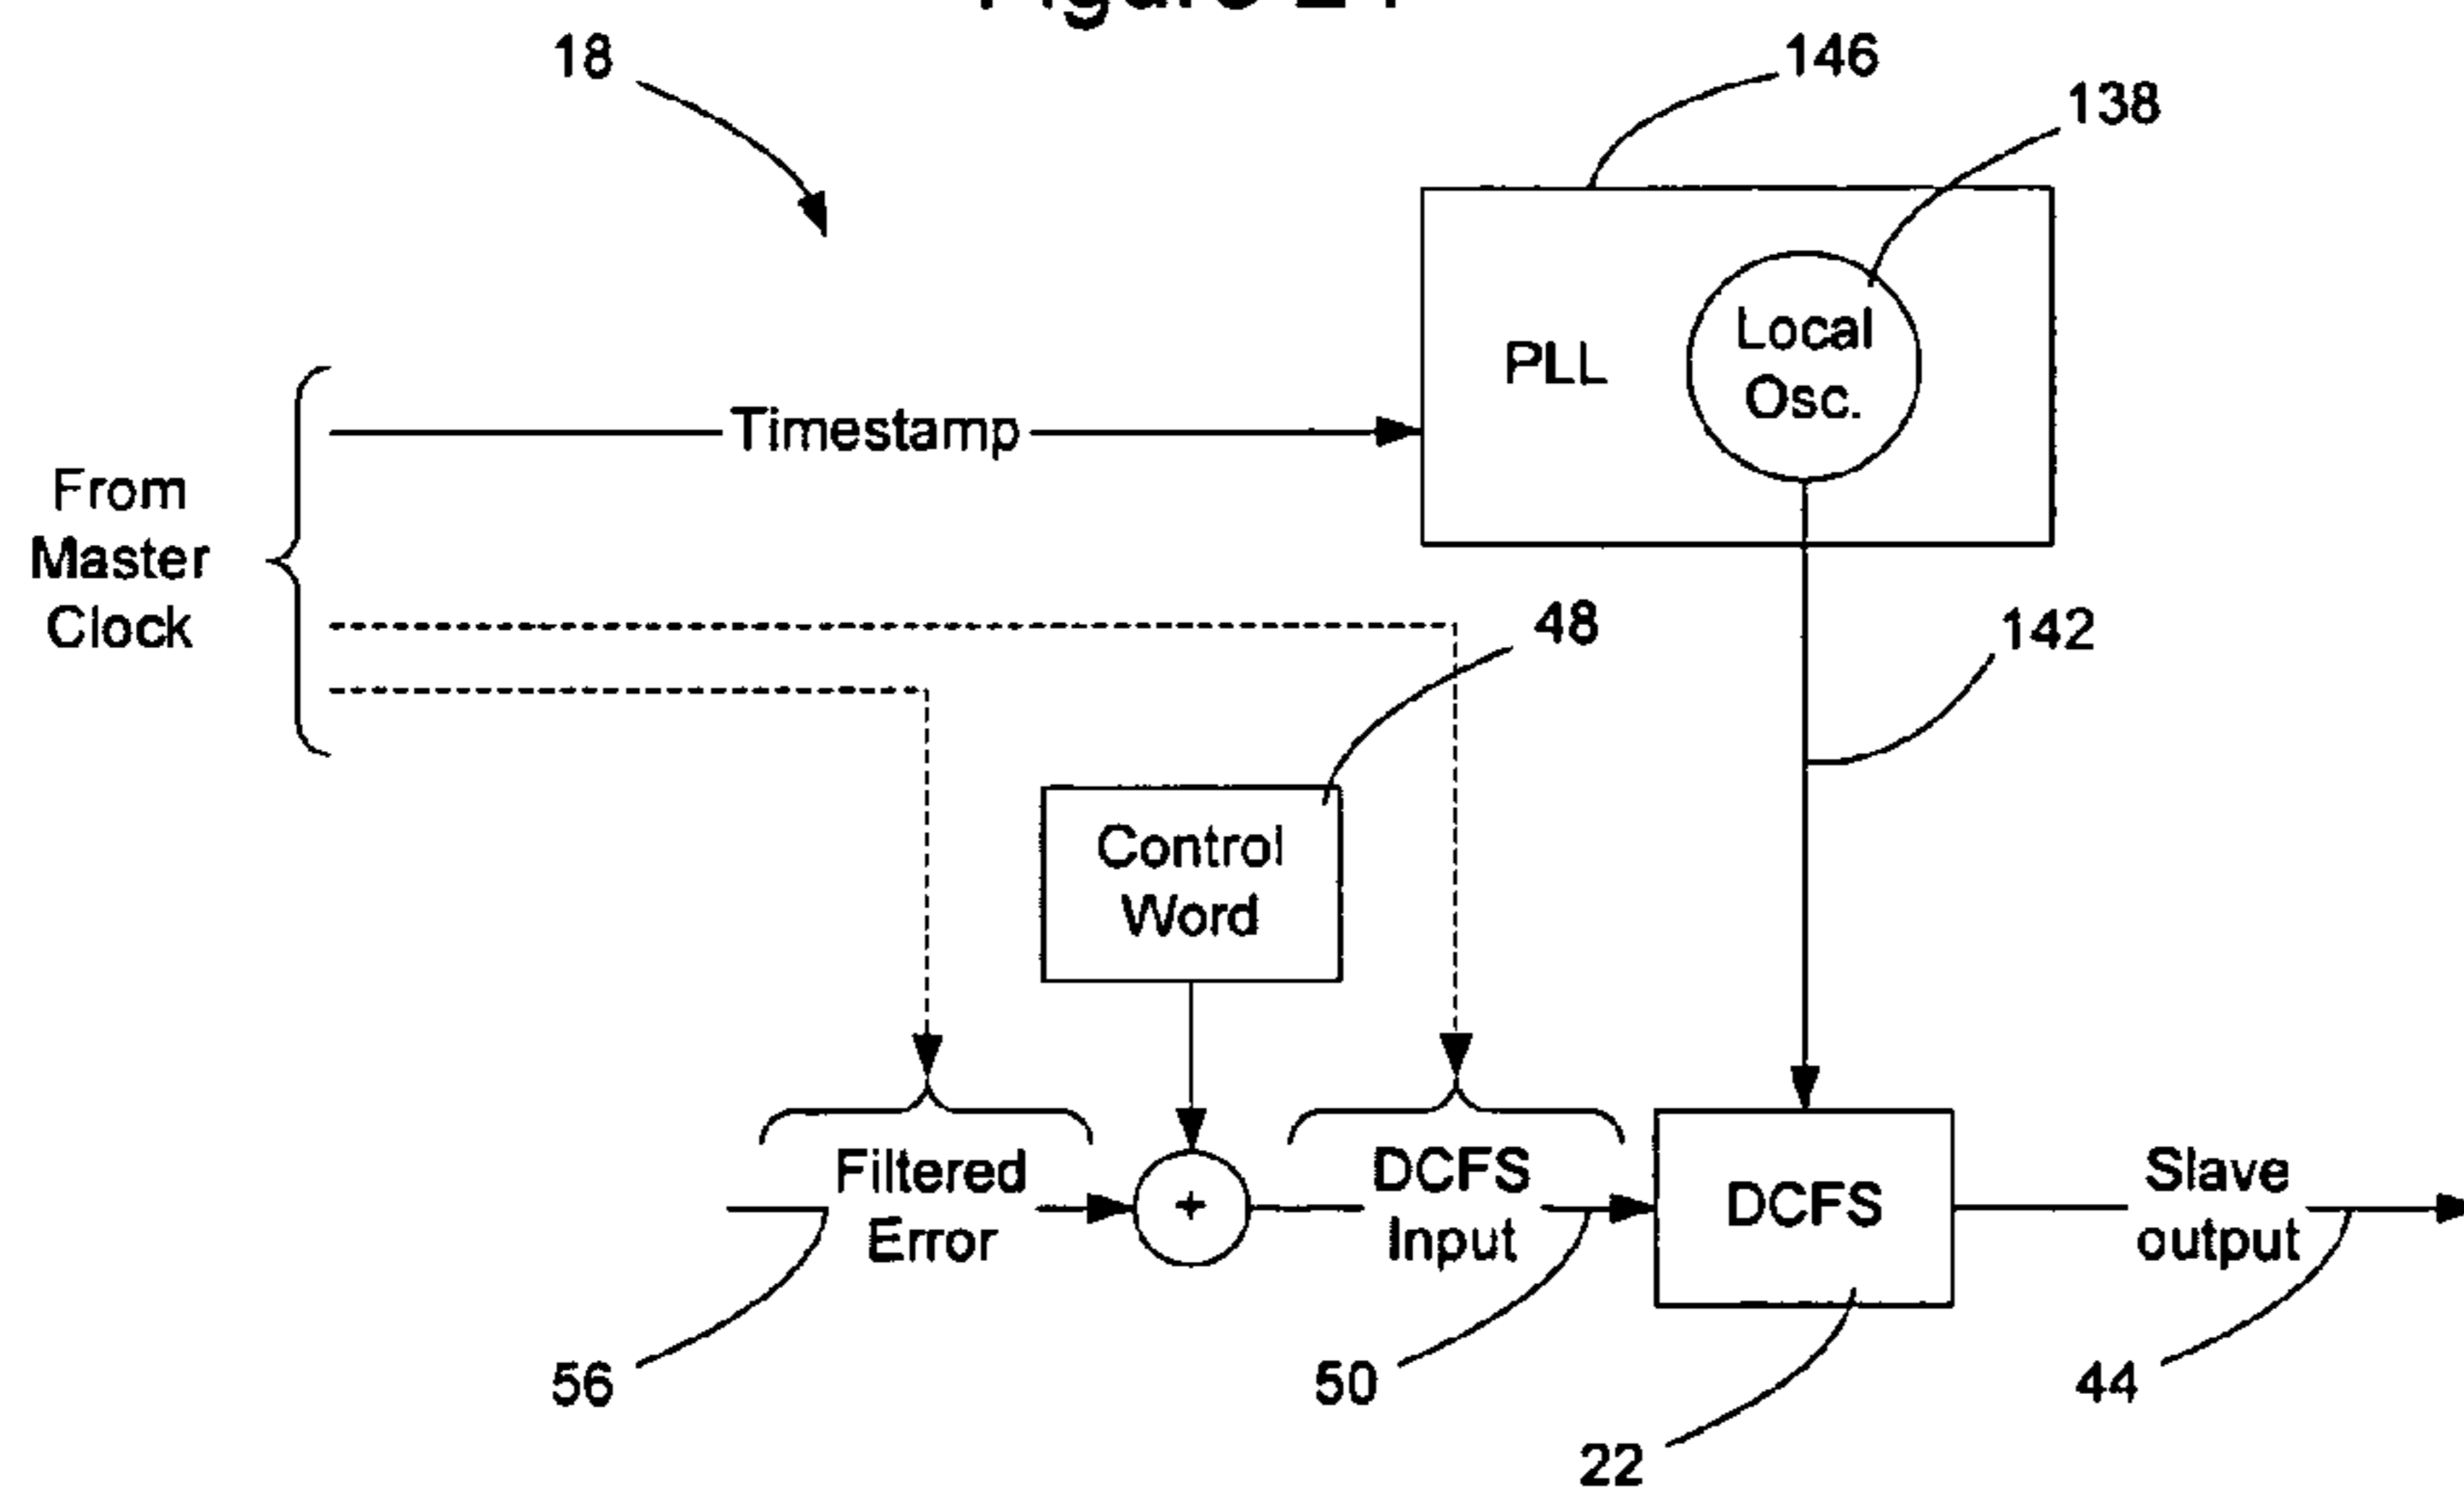 18
146
138
PLL
Local
Osc.
Timestamp
From
Master
Clock
48
142
Control
Word
Filtered
Error
+
DCFS
Input
DCFS
Slave
output
56
50
44
22